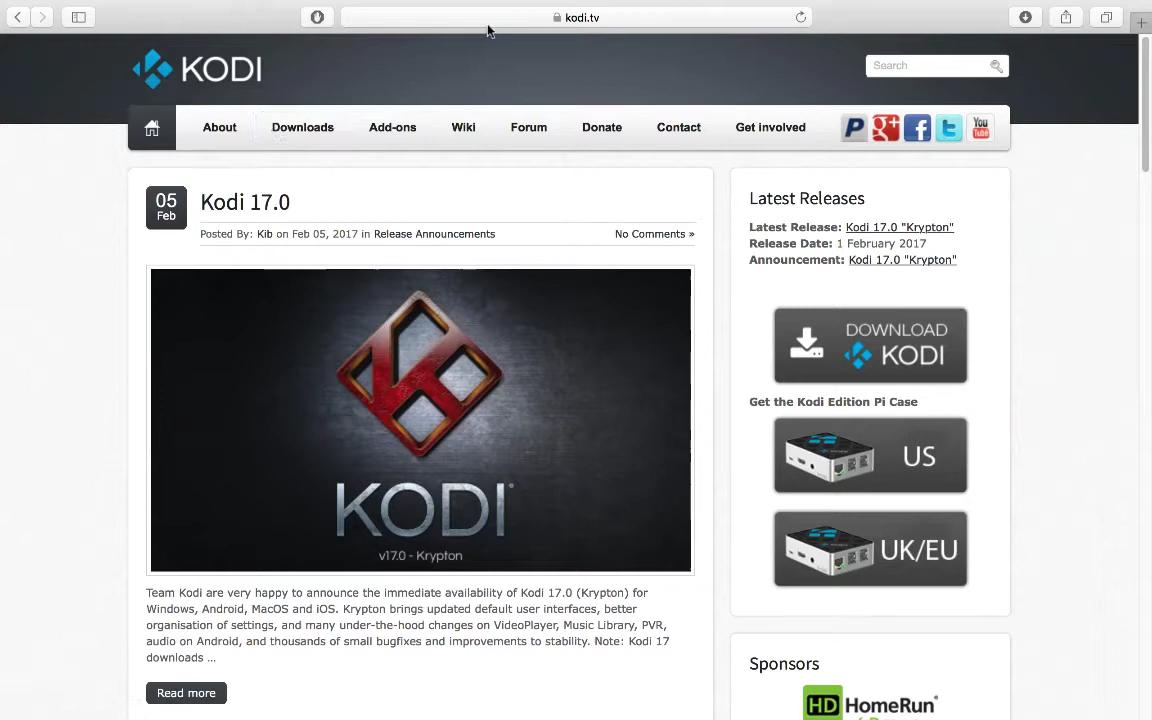 kodi.tv
KODI
Search
About Downloads Add-ons Wiki Forum Donate Contact Get involved
P g+ f t You Tube
05
Feb
Kodi 17.0
Posted By: Kib on Feb 05, 2017 in Release Announcements No Comments »
KODI
v17.0 - Krypton
Team Kodi are very happy to announce the immediate availability of Kodi 17.0 (Krypton) for
Windows, Android, MacOS and iOS. Krypton brings updated default user interfaces, better
organisation of settings, and many under-the-hood changes on VideoPlayer, Music Library, PVR,
audio on Android, and thousands of small bugfixes and improvements to stability. Note: Kodi 17
downloads ...
Read more
Latest Releases
Latest Release: Kodi 17.0 "Krypton"
Release Date: 1 February 2017
Announcement: Kodi 17.0 "Krypton"
DOWNLOAD
KODI
Get the Kodi Edition Pi Case
US
UK/EU
Sponsors
HD HomeRun